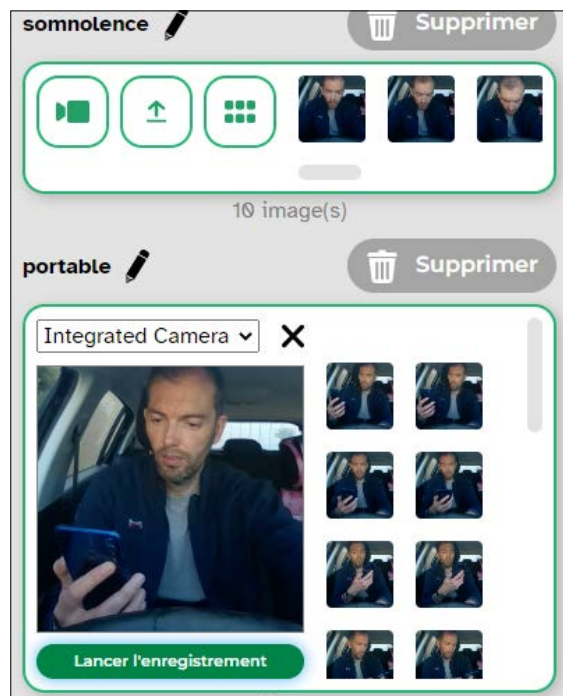 somnolence
Supprimer
10 image(s)
portable
Supprimer
Integrated Camera
Lancer l'enregistrement